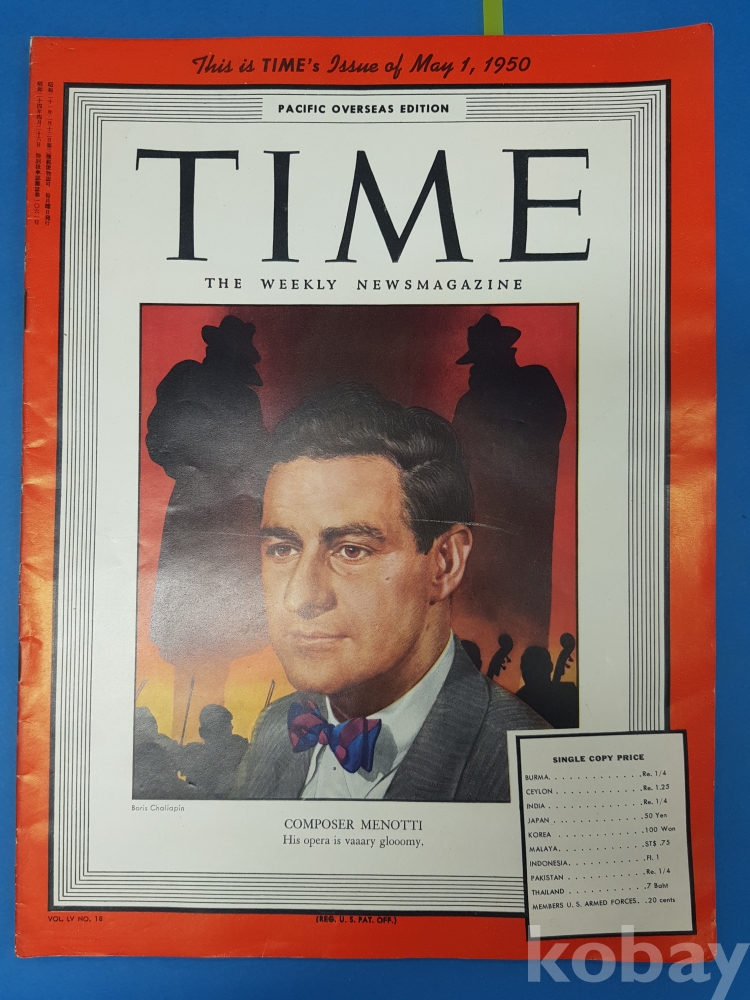 This is TIME's Issue of May 1, 1950
PACIFIC OVERSEAS EDITION
TIME
THE WEEKLY NEWSMAGAZINE
Boris Chaliapin
COMPOSER MENOTTI
His opera is vaaary glooomy.
SINGLE COPY PRICE
BURMA. . . . . . . . . . . . .Re. 1/4
CEYLON . . . . . . . . . . . .Re. 1.25
INDIA . . . . . . . . . . . . .Re. 1/4
JAPAN . . . . . . . . . . . . .50 Yen
KOREA . . . . . . . . . . . .100 Won
MALAYA. . . . . . . . . . . .ST$ .75
INDONESIA. . . . . . . . . . .Fl. 1
PAKISTAN . . . . . . . . . . .Re. 1/4
THAILAND . . . . . . . . . . .7 Baht
MEMBERS U. S. ARMED FORCES. . .20 cents
VOL. LV NO. 18
(REG. U. S. PAT. OFF.)
kobay